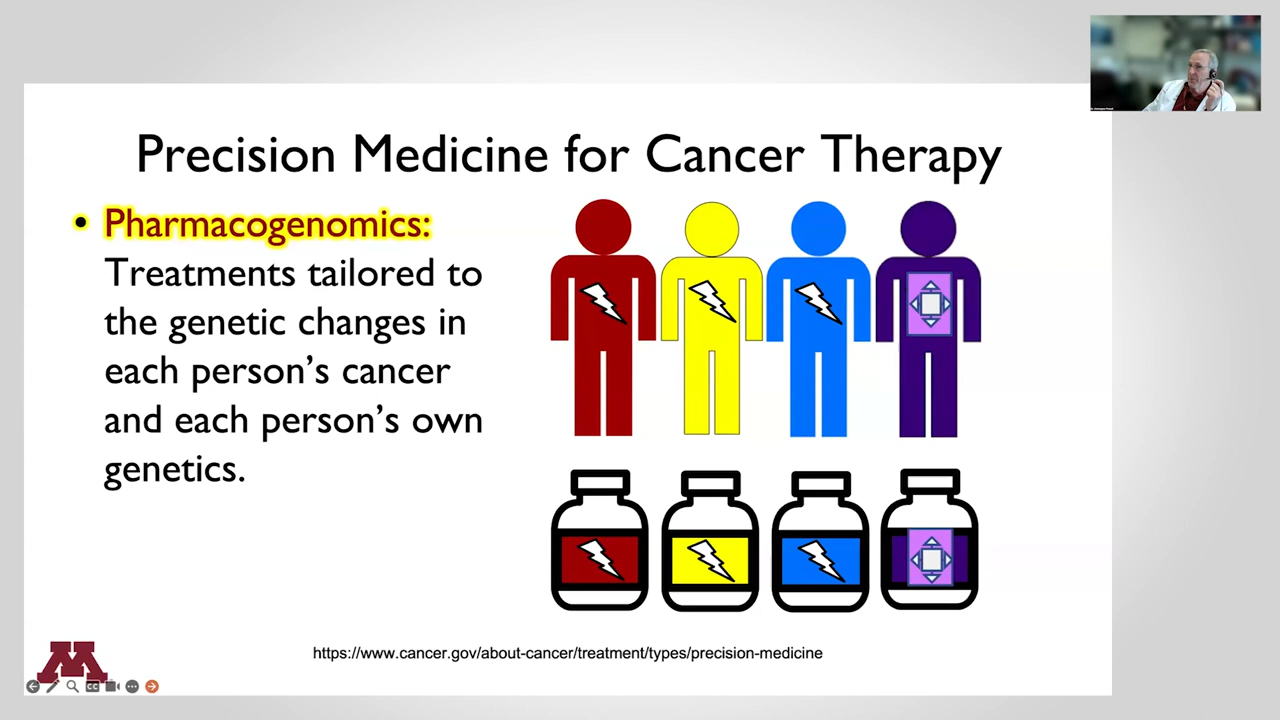 Precision Medicine for Cancer Therapy
• Pharmacogenomics:
Treatments tailored to
the genetic changes in
each person's cancer
and each person's own
genetics.
https://www.cancer.gov/about-cancer/treatment/types/precision-medicine
M
CC